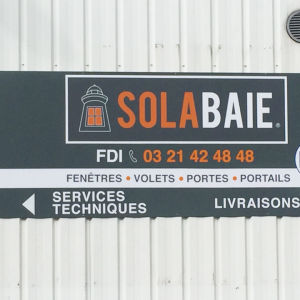 SOLABAIE®
FDI 03 21 42 48 48
FENÊTRES • VOLETS • PORTES • PORTAILS
SERVICES TECHNIQUES
LIVRAISONS